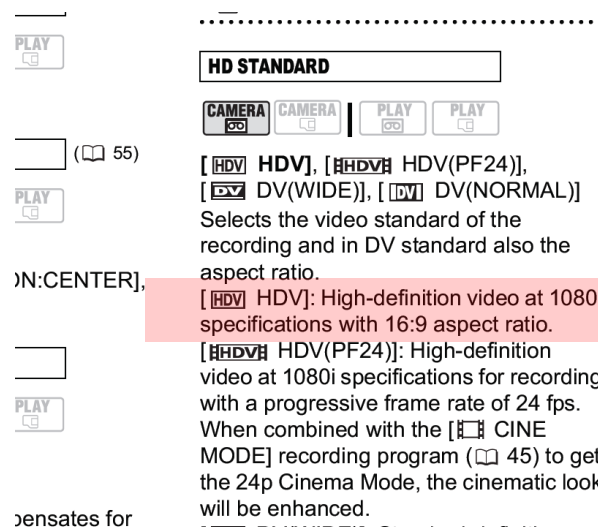 PLAY
(55)
PLAY
ON:CENTER],
PLAY
pensates for
HD STANDARD
CAMERA CAMERA PLAY PLAY
[HDV HDV], [HDV HDV(PF24)],
[DV DV(WIDE)], [DV DV(NORMAL)]
Selects the video standard of the
recording and in DV standard also the
aspect ratio.
[HDV HDV]: High-definition video at 1080
specifications with 16:9 aspect ratio.
[HDV HDV(PF24)]: High-definition
video at 1080i specifications for recording
with a progressive frame rate of 24 fps.
When combined with the [CINE
MODE] recording program (45) to get
the 24p Cinema Mode, the cinematic look
will be enhanced.